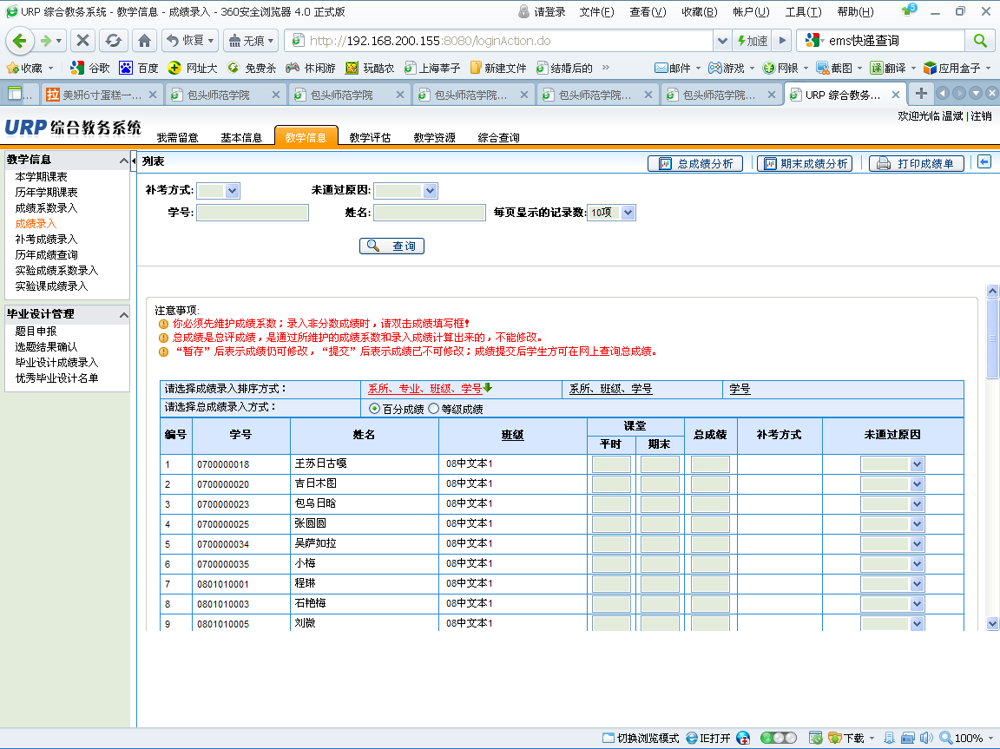 URP 综合教务系统 - 教学信息 - 成绩录入 - 360安全浏览器 4.0 正式版
请登录 文件(F) 查看(V) 收藏(B) 帐户(U) 工具(T) 帮助(H) 5
恢复 无痕 http://192.168.200.155:8080/loginAction.do 加速 ems快递查询
收藏 谷歌 百度 网址大 免费杂 休闲游 玩酷农 上海莘子 新建文件 结婚后的 » 邮件 游戏 网银 截图 翻译 应用盒子
... 美妍6寸蛋糕一... 包头师范学院 包头师范学院 包头师范学院... 包头师范学院... 包头师范学院... URP 综合教务...
欢迎光临 温斌 | 注销
URP 综合教务系统 我需留意 基本信息 教学信息 教学评估 教学资源 综合查询
教学信息
本学期课表
历年学期课表
成绩系数录入
成绩录入
补考成绩录入
历年成绩查询
实验成绩系数录入
实验课成绩录入
毕业设计管理
题目申报
选题结果确认
毕业设计成绩录入
优秀毕业设计名单
列表 总成绩分析 期末成绩分析 打印成绩单
补考方式: 未通过原因:
学号: 姓名: 每页显示的记录数: 10项
查询
注意事项:
你必须先维护成绩系数；录入非分数成绩时，请双击成绩填写框!
总成绩是总评成绩，是通过所维护的成绩系数和录入成绩计算出来的，不能修改。
“暂存”后表示成绩仍可修改，“提交”后表示成绩已不可修改；成绩提交后学生方可在网上查询总成绩。
请选择成绩录入排序方式： 系所、专业、班级、学号 系所、班级、学号 学号
请选择总成绩录入方式： 百分成绩 等级成绩
编号 学号 姓名 班级 课堂 总成绩 补考方式 未通过原因
平时 期末
1 0700000018 王苏日古嘎 08中文本1
2 0700000020 吉日木图 08中文本1
3 0700000023 包乌日晗 08中文本1
4 0700000025 张圆圆 08中文本1
5 0700000034 吴萨如拉 08中文本1
6 0700000035 小梅 08中文本1
7 0801010001 程琳 08中文本1
8 0801010003 石艳梅 08中文本1
9 0801010005 刘微 08中文本1
切换浏览模式 IE打开 下载 100%